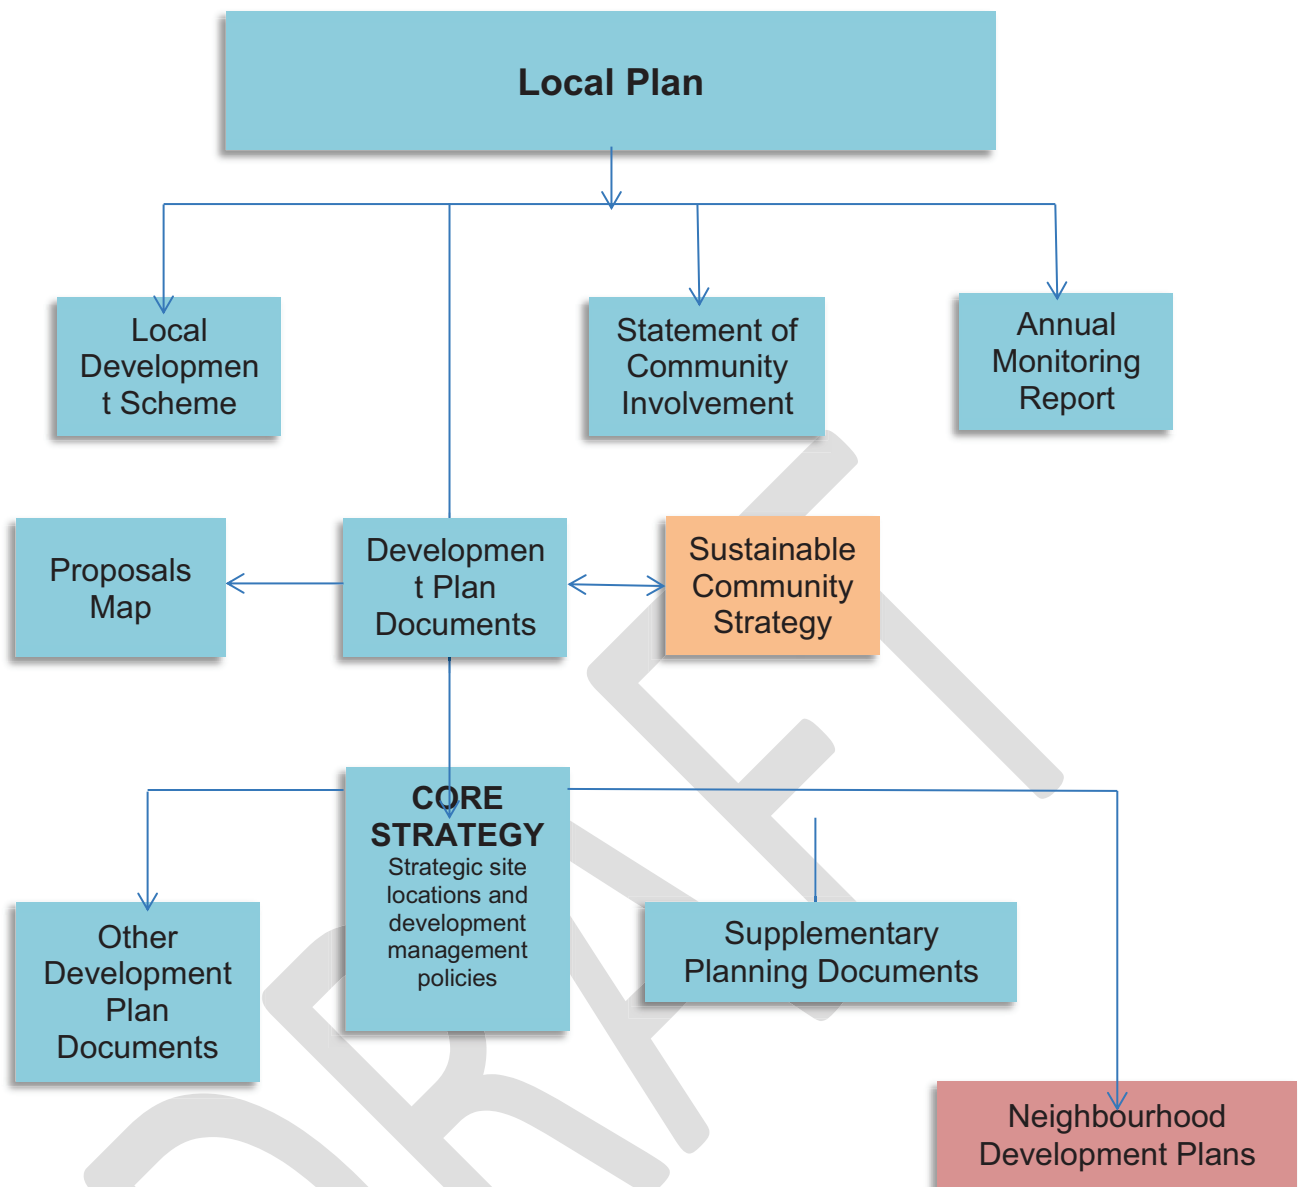 Local Plan
Local
Developmen
t Scheme
Statement of
Community
Involvement
Annual
Monitoring
Report
Proposals
Map
Developmen
t Plan
Documents
Sustainable
Community
Strategy
CORE
STRATEGY
Strategic site
locations and
development
management
policies
Other
Development
Plan
Documents
Supplementary
Planning Documents
Neighbourhood
Development Plans
DRAFT